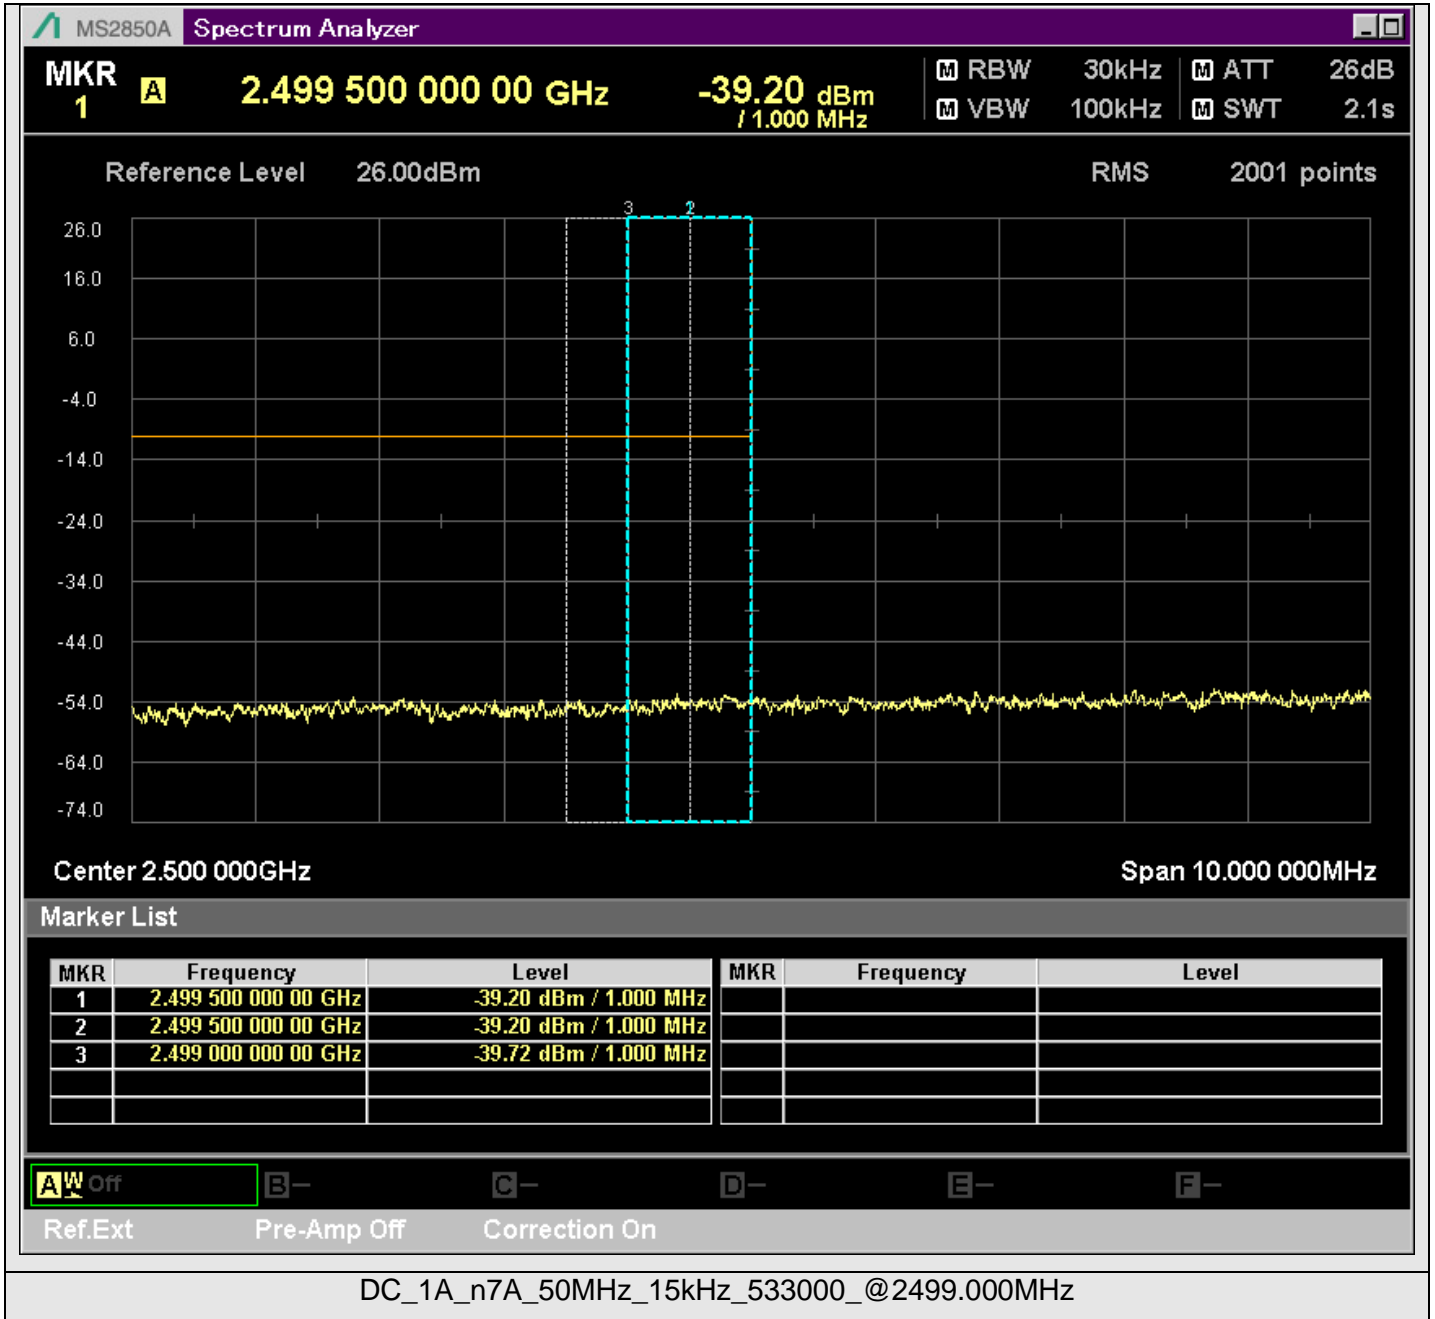 MS2850A Spectrum Analyzer
MKR 1 A 2.499 500 000 00 GHz -39.20 dBm / 1.000 MHz
M RBW 30kHz M ATT 26dB
M VBW 100kHz M SWT 2.1s
Reference Level 26.00dBm RMS 2001 points
3 2
26.0
16.0
6.0
-4.0
-14.0
-24.0
-34.0
-44.0
-54.0
-64.0
-74.0
Center 2.500 000GHz Span 10.000 000MHz
Marker List
MKR Frequency Level MKR Frequency Level
1 2.499 500 000 00 GHz -39.20 dBm / 1.000 MHz
2 2.499 500 000 00 GHz -39.20 dBm / 1.000 MHz
3 2.499 000 000 00 GHz -39.72 dBm / 1.000 MHz
A W Off B - C - D - E - F -
Ref.Ext Pre-Amp Off Correction On
DC_1A_n7A_50MHz_15kHz_533000_@2499.000MHz